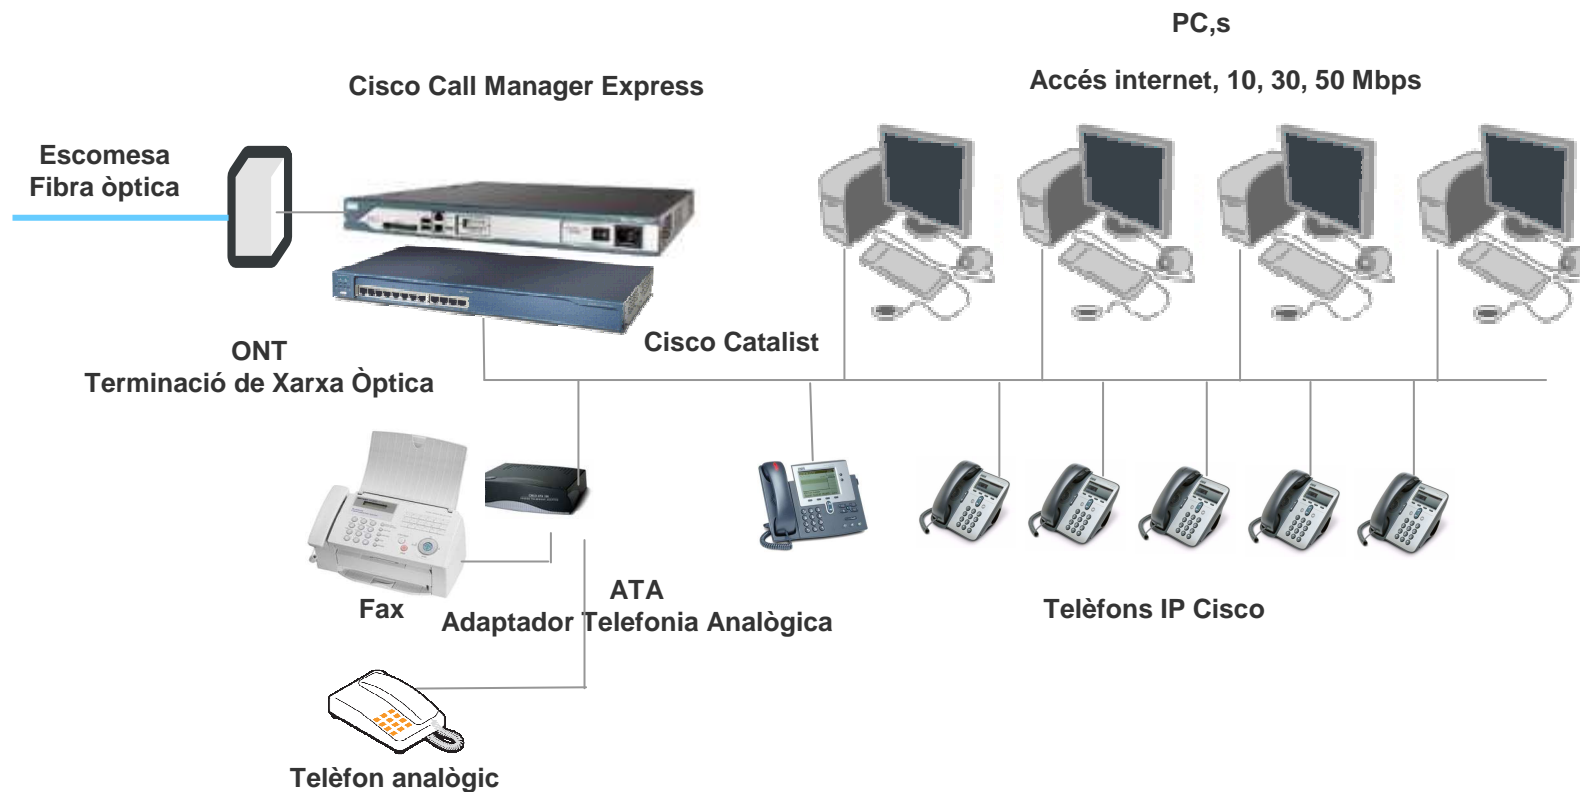 PC,s
Cisco Call Manager Express
Accés internet, 10, 30, 50 Mbps
Escomesa
Fibra òptica
Cisco Catalist
ONT
Terminació de Xarxa Òptica
ATA
Adaptador Telefonia Analògica
Fax
Telèfons IP Cisco
Telèfon analògic